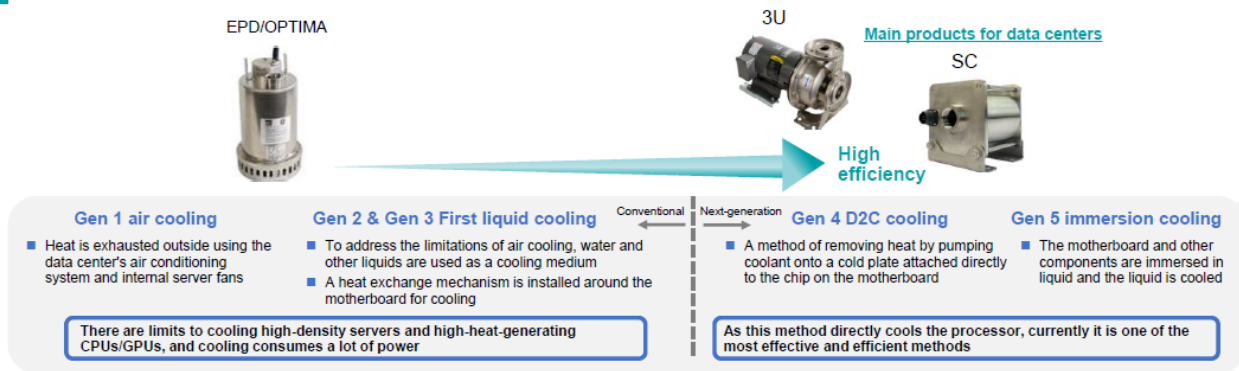 EPD/OPTIMA
3U
Main products for data centers
SC
High
efficiency
Gen 1 air cooling
■ Heat is exhausted outside using the
data center's air conditioning
system and internal server fans
Gen 2 & Gen 3 First liquid cooling
■ To address the limitations of air cooling, water and
other liquids are used as a cooling medium
■ A heat exchange mechanism is installed around the
motherboard for cooling
Conventional
Next-generation
Gen 4 D2C cooling
■ A method of removing heat by pumping
coolant onto a cold plate attached directly
to the chip on the motherboard
Gen 5 immersion cooling
■ The motherboard and other
components are immersed in
liquid and the liquid is cooled
There are limits to cooling high-density servers and high-heat-generating
CPUs/GPUs, and cooling consumes a lot of power
As this method directly cools the processor, currently it is one of the
most effective and efficient methods